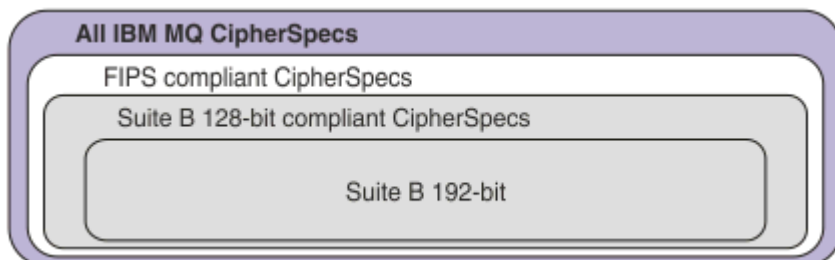 All IBM MQ CipherSpecs
FIPS compliant CipherSpecs
Suite B 128-bit compliant CipherSpecs
Suite B 192-bit